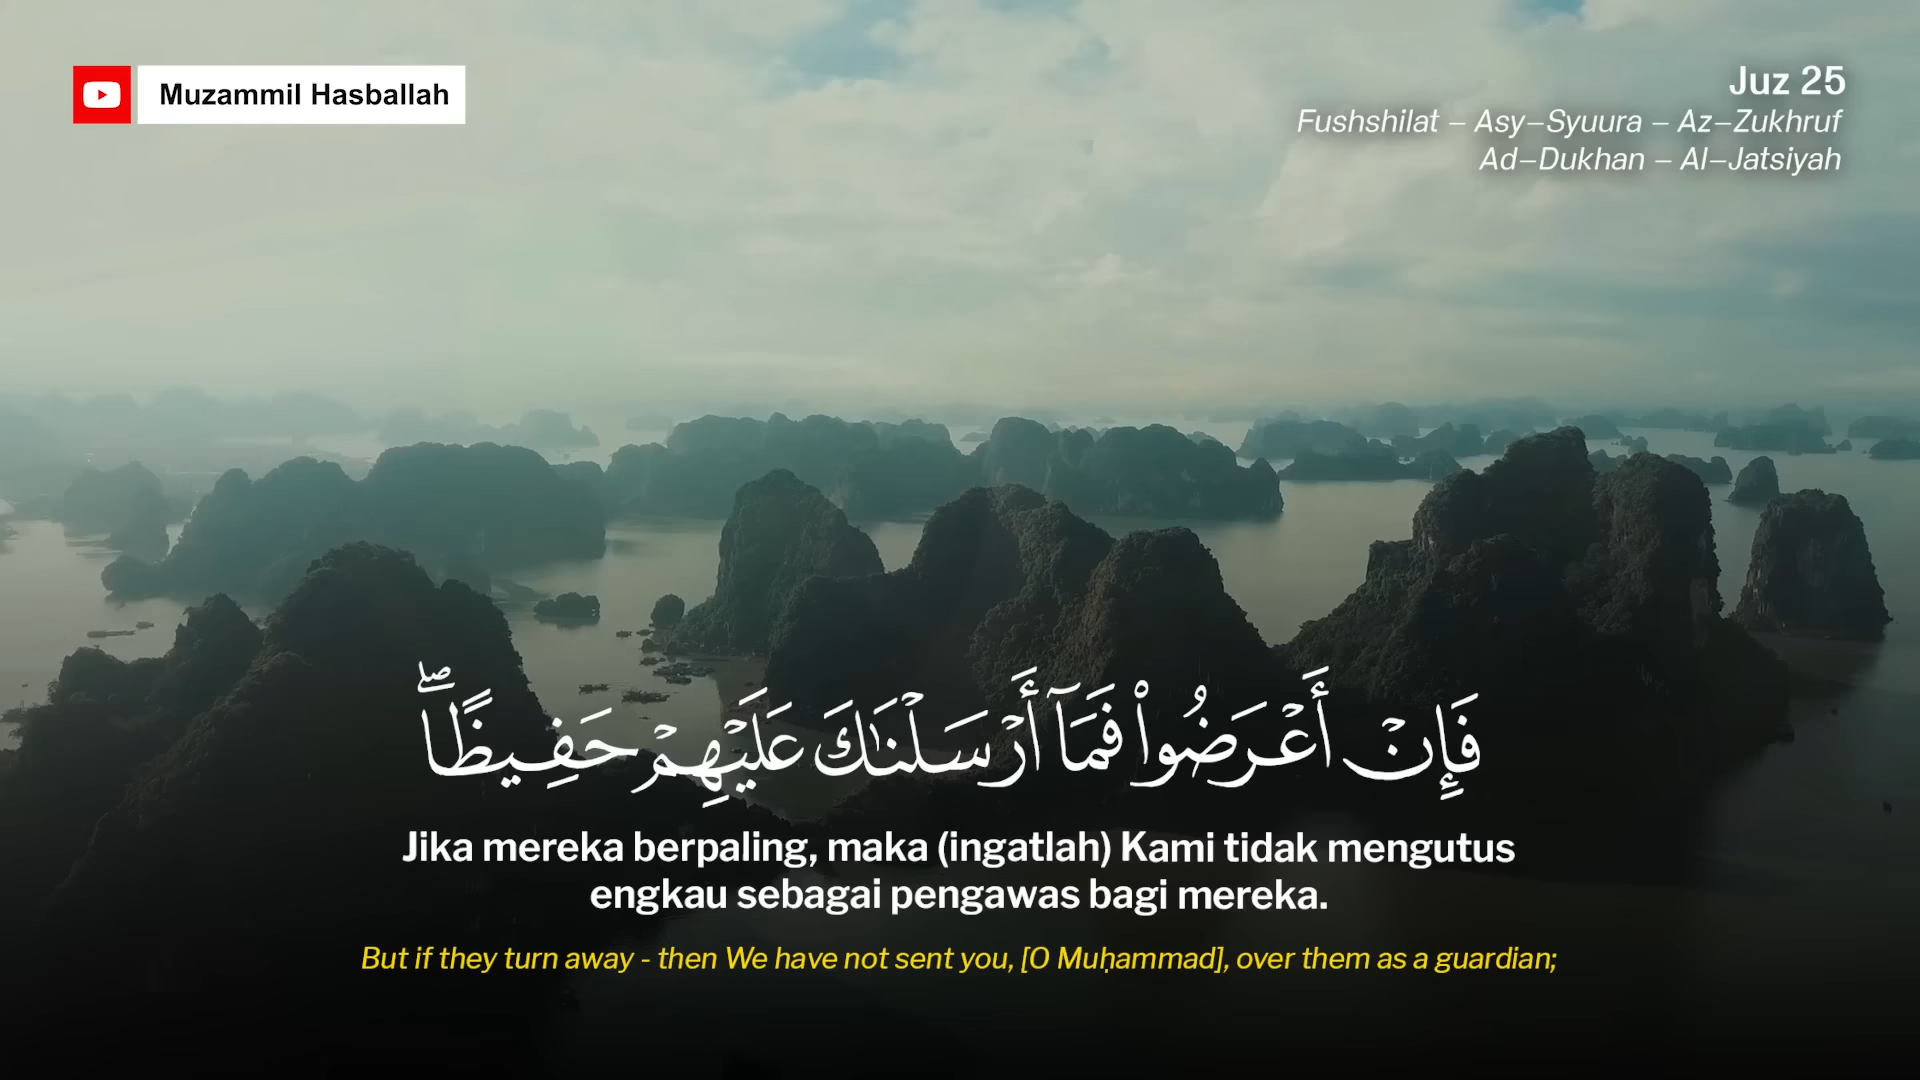 Muzammil Hasballah
Juz 25
Fushshilat – Asy–Syuura – Az–Zukhruf
Ad–Dukhan – Al–Jatsiyah
فَإِنْ أَعْرَضُوا۟ فَمَآ أَرْسَلْنَٰكَ عَلَيْهِمْ حَفِيظًاۖ
Jika mereka berpaling, maka (ingatlah) Kami tidak mengutus
engkau sebagai pengawas bagi mereka.
But if they turn away - then We have not sent you, [O Muḥammad], over them as a guardian;